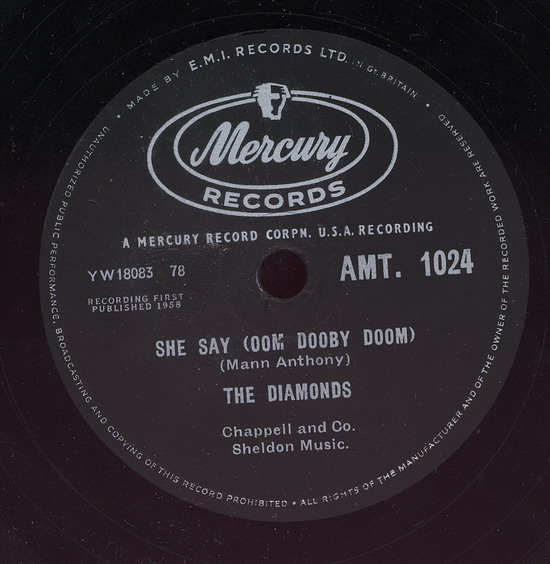 MADE BY E.M.I. RECORDS LTD. IN GT. BRITAIN
Mercury
RECORDS
A MERCURY RECORD CORPN. U.S.A. RECORDING
YW18083 78
AMT. 1024
RECORDING FIRST
PUBLISHED 1958
SHE SAY (OOM DOOBY DOOM)
(Mann Anthony)
THE DIAMONDS
Chappell and Co.
Sheldon Music.
UNAUTHORIZED PUBLIC PERFORMANCE, BROADCASTING AND COPYING OF THIS RECORD PROHIBITED • ALL RIGHTS OF THE MANUFACTURER AND OF THE OWNER OF THE RECORDED WORK ARE RESERVED